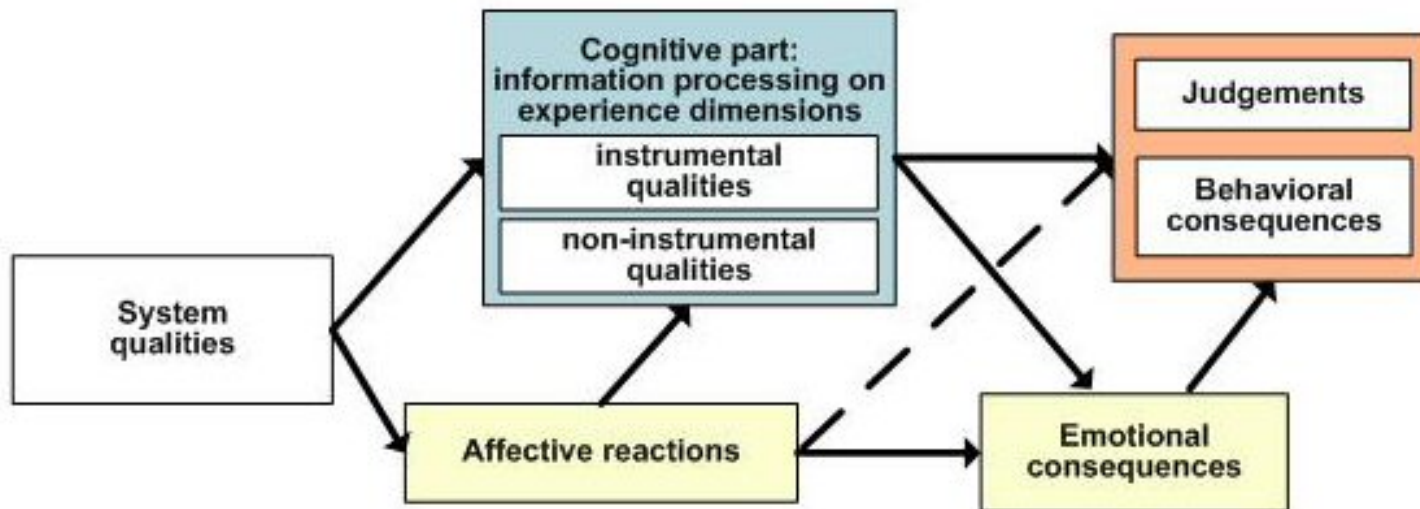 Cognitive part:
information processing on
experience dimensions
instrumental
qualities
non-instrumental
qualities
Judgements
Behavioral
consequences
System
qualities
Affective reactions
Emotional
consequences